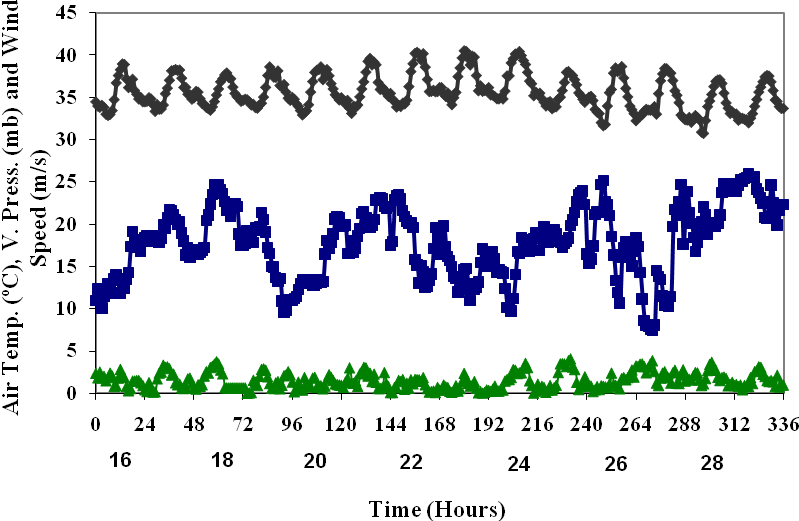 Air Temp. (°C), V. Press. (mb) and Wind
Speed (m/s)
45
40
35
30
25
20
15
10
5
0
0 24 48 72 96 120 144 168 192 216 240 264 288 312 336
16 18 20 22 24 26 28
Time (Hours)